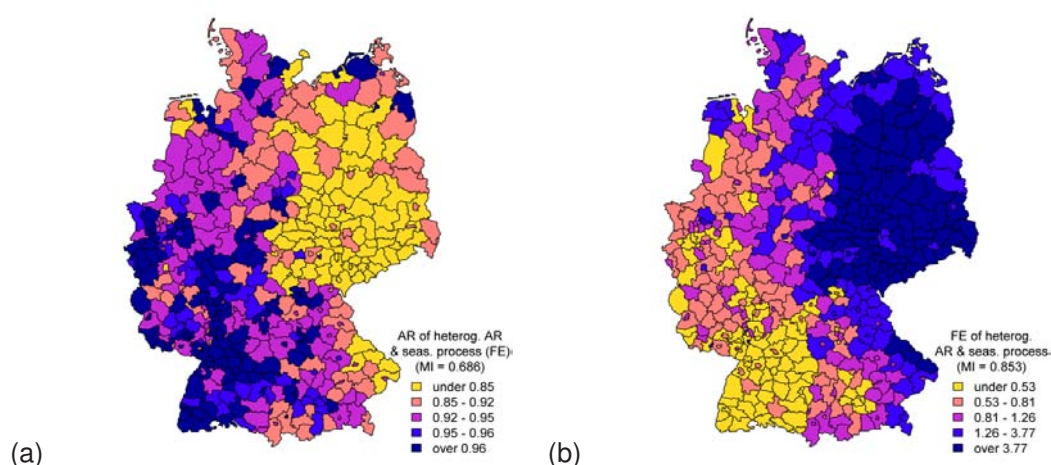 AR of heterog. AR
& seas. process (FE)
(MI = 0.686)
under 0.85
0.85 - 0.92
0.92 - 0.95
0.95 - 0.96
over 0.96
(a)
FE of heterog.
AR & seas. process
(MI = 0.853)
under 0.53
0.53 - 0.81
0.81 - 1.26
1.26 - 3.77
over 3.77
(b)